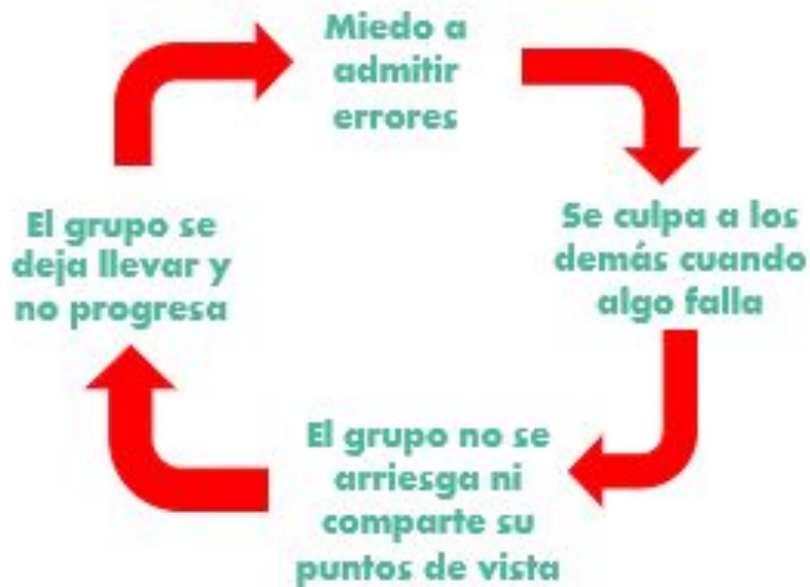 Miedo a
admitir
errores
Se culpa a los
demás cuando
algo falla
El grupo no se
arriesga ni
comparte su
puntos de vista
El grupo se
deja llevar y
no progresa